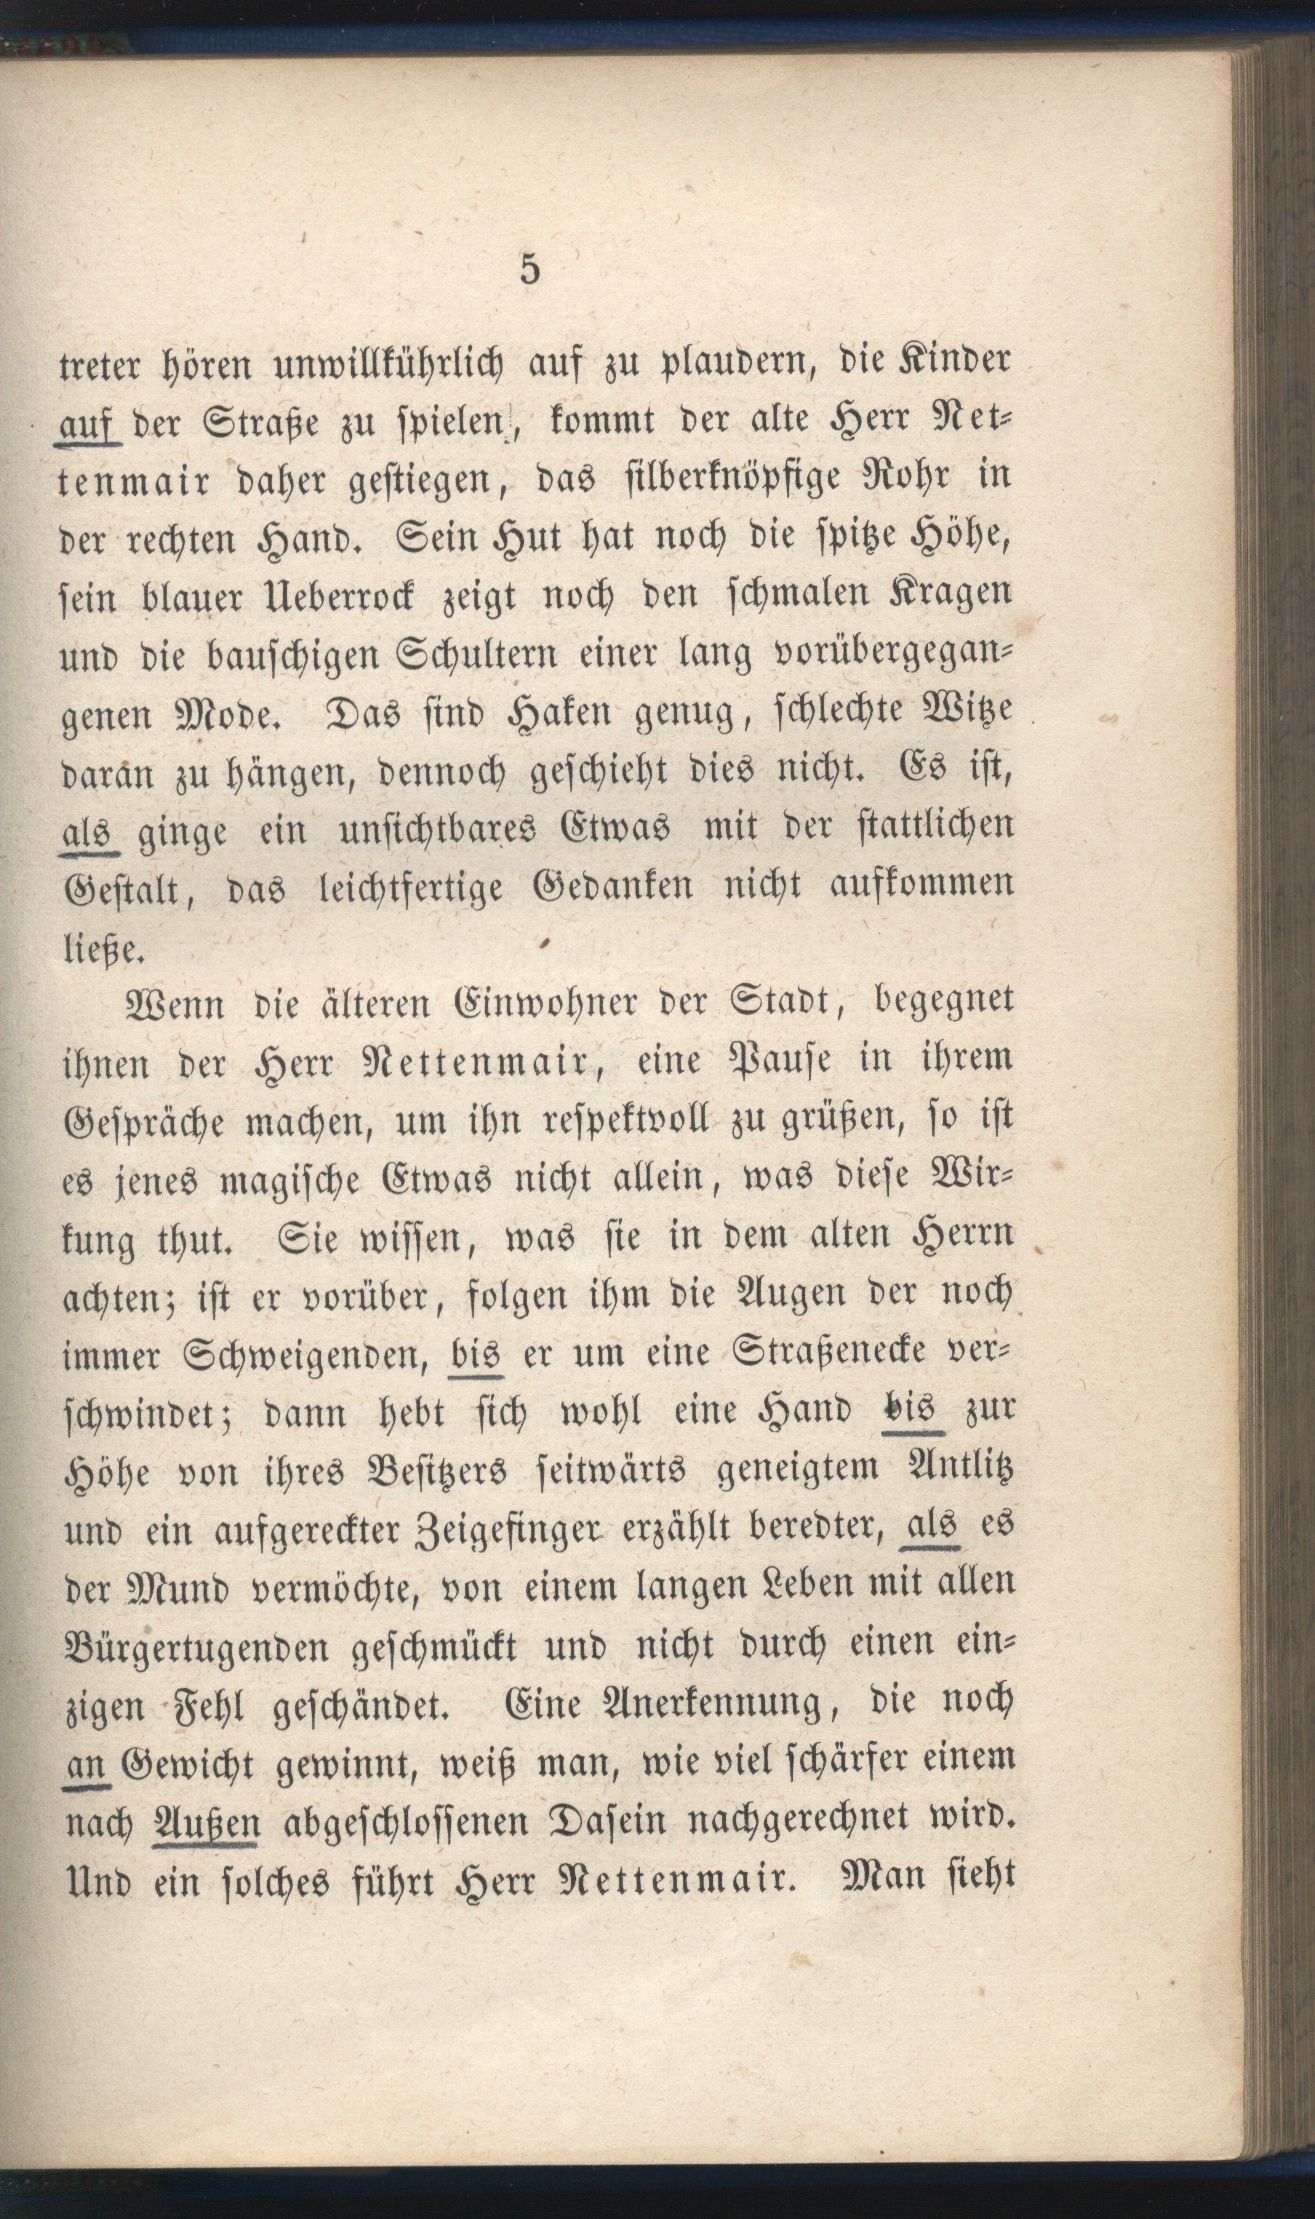 5
treter hören unwillkührlich auf zu plaudern, die Kinder
auf der Straße zu spielen, kommt der alte Herr Net-
tenmair daher gestiegen, das silberknöpfige Rohr in
der rechten Hand. Sein Hut hat noch die spitze Höhe,
sein blauer Ueberrock zeigt noch den schmalen Kragen
und die bauschigen Schultern einer lang vorübergegan-
genen Mode. Das sind Haken genug, schlechte Witze
daran zu hängen, dennoch geschieht dies nicht. Es ist,
als ginge ein unsichtbares Etwas mit der stattlichen
Gestalt, das leichtfertige Gedanken nicht aufkommen
ließe.
Wenn die älteren Einwohner der Stadt, begegnet
ihnen der Herr Nettenmair, eine Pause in ihrem
Gespräche machen, um ihn respektvoll zu grüßen, so ist
es jenes magische Etwas nicht allein, was diese Wir-
kung thut. Sie wissen, was sie in dem alten Herrn
achten; ist er vorüber, folgen ihm die Augen der noch
immer Schweigenden, bis er um eine Straßenecke ver-
schwindet; dann hebt sich wohl eine Hand bis zur
Höhe von ihres Besitzers seitwärts geneigtem Antlitz
und ein aufgereckter Zeigefinger erzählt beredter, als es
der Mund vermöchte, von einem langen Leben mit allen
Bürgertugenden geschmückt und nicht durch einen ein-
zigen Fehl geschändet. Eine Anerkennung, die noch
an Gewicht gewinnt, weiß man, wie viel schärfer einem
nach Außen abgeschlossenen Dasein nachgerechnet wird.
Und ein solches führt Herr Nettenmair. Man sieht